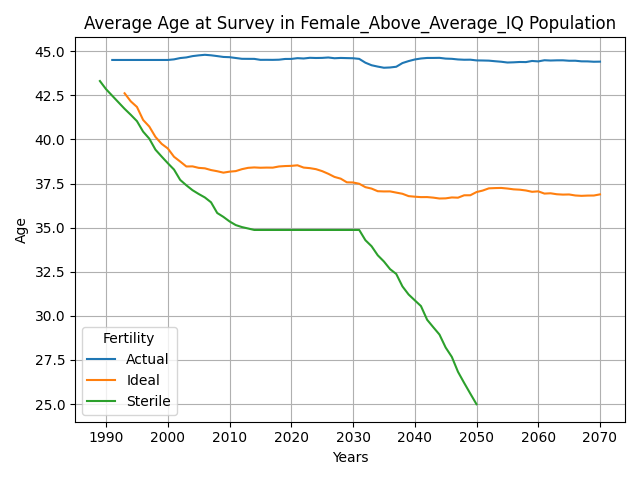 Average Age at Survey in Female_Above_Average_IQ Population
45.0
42.5
40.0
37.5
35.0
32.5
30.0
27.5
25.0
Age
Fertility
Actual
Ideal
Sterile
1990 2000 2010 2020 2030 2040 2050 2060 2070
Years